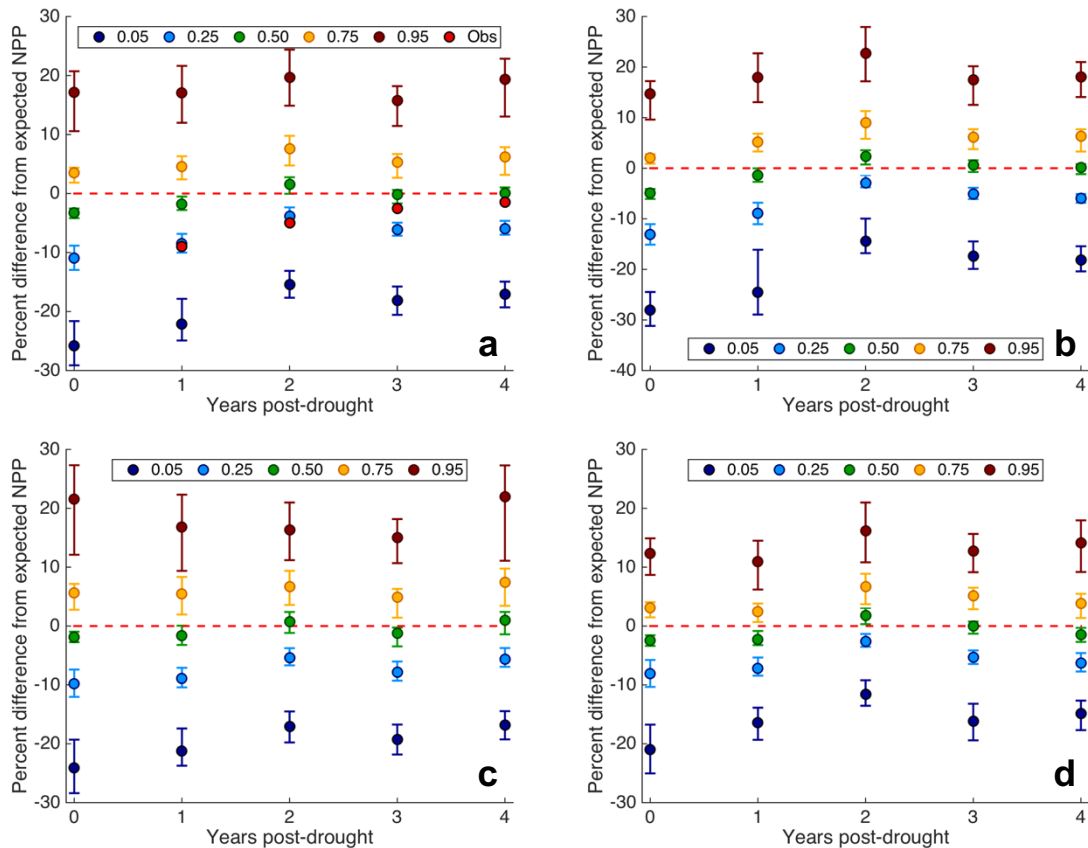 Percent difference from expected NPP
30
20
10
0
-10
-20
-30
0.05 0.25 0.50 0.75 0.95 Obs
a
0 1 2 3 4
Years post-drought
Percent difference from expected NPP
30
20
10
0
-10
-20
-30
-40
0.05 0.25 0.50 0.75 0.95
b
0 1 2 3 4
Years post-drought
Percent difference from expected NPP
30
20
10
0
-10
-20
-30
0.05 0.25 0.50 0.75 0.95
c
0 1 2 3 4
Years post-drought
Percent difference from expected NPP
30
20
10
0
-10
-20
-30
0.05 0.25 0.50 0.75 0.95
d
0 1 2 3 4
Years post-drought